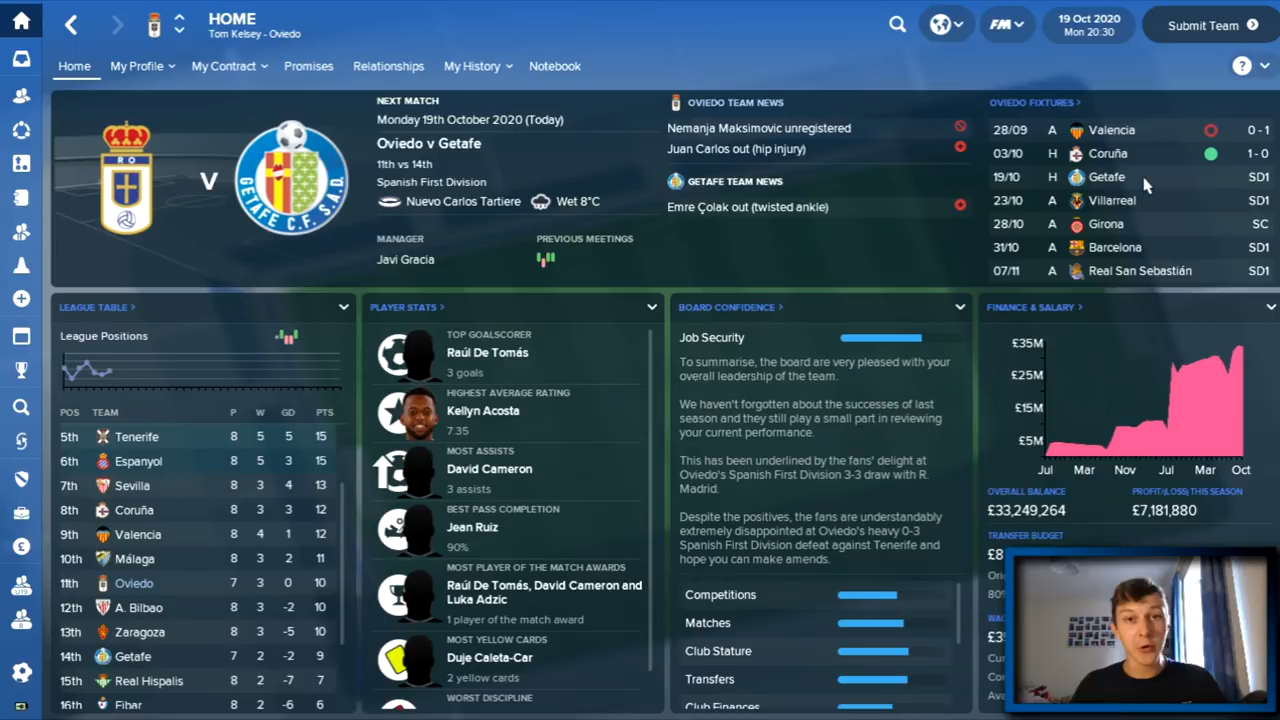 HOME
Tom Kelsey - Oviedo
FM
19 Oct 2020
Mon 20:30
Submit Team
Home
My Profile
My Contract
Promises
Relationships
My History
Notebook
?
V
NEXT MATCH
Monday 19th October 2020 (Today)
Oviedo v Getafe
11th vs 14th
Spanish First Division
Nuevo Carlos Tartiere
Wet 8°C
MANAGER
Javi Gracia
PREVIOUS MEETINGS
GETAFE C.F. S.A.D.
OVIEDO TEAM NEWS
Nemanja Maksimovic unregistered
Juan Carlos out (hip injury)
GETAFE TEAM NEWS
Emre Çolak out (twisted ankle)
OVIEDO FIXTURES >
28/09 A Valencia 0 - 1
03/10 H Coruña 1 - 0
19/10 H Getafe SD1
23/10 A Villarreal SD1
28/10 A Girona SC
31/10 A Barcelona SD1
07/11 A Real San Sebastián SD1
LEAGUE TABLE >
League Positions
POS TEAM P W GD PTS
5th Tenerife 8 5 5 15
6th Espanyol 8 5 3 15
7th Sevilla 8 3 4 13
8th Coruña 8 3 3 12
9th Valencia 8 4 1 12
10th Málaga 8 3 2 11
11th Oviedo 7 3 0 10
12th A. Bilbao 8 3 -2 10
13th Zaragoza 8 3 -5 10
14th Getafe 7 2 -2 9
15th Real Hispalis 8 2 -7 7
16th Eibar 8 2 -6 6
PLAYER STATS >
TOP GOALSCORER
Raúl De Tomás
3 goals
HIGHEST AVERAGE RATING
Kellyn Acosta
7.35
MOST ASSISTS
David Cameron
3 assists
BEST PASS COMPLETION
Jean Ruiz
90%
MOST PLAYER OF THE MATCH AWARDS
Raúl De Tomás, David Cameron and
Luka Adzic
1 player of the match award
MOST YELLOW CARDS
Duje Caleta-Car
2 yellow cards
WORST DISCIPLINE
BOARD CONFIDENCE >
Job Security
To summarise, the board are very pleased with your
overall leadership of the team.
We haven't forgotten about the successes of last
season and they still play a small part in reviewing
your current performance.
This has been underlined by the fans' delight at
Oviedo's Spanish First Division 3-3 draw with R.
Madrid.
Despite the positives, the fans are understandably
extremely disappointed at Oviedo's heavy 0-3
Spanish First Division defeat against Tenerife and
hope you can make amends.
Competitions
Matches
Club Stature
Transfers
Club Finances
FINANCE & SALARY >
£35M
£25M
£15M
£5M
Jul Mar Nov Jul Mar Oct
OVERALL BALANCE
£33,249,264
PROFIT/(LOSS) THIS SEASON
£7,181,880
TRANSFER BUDGET